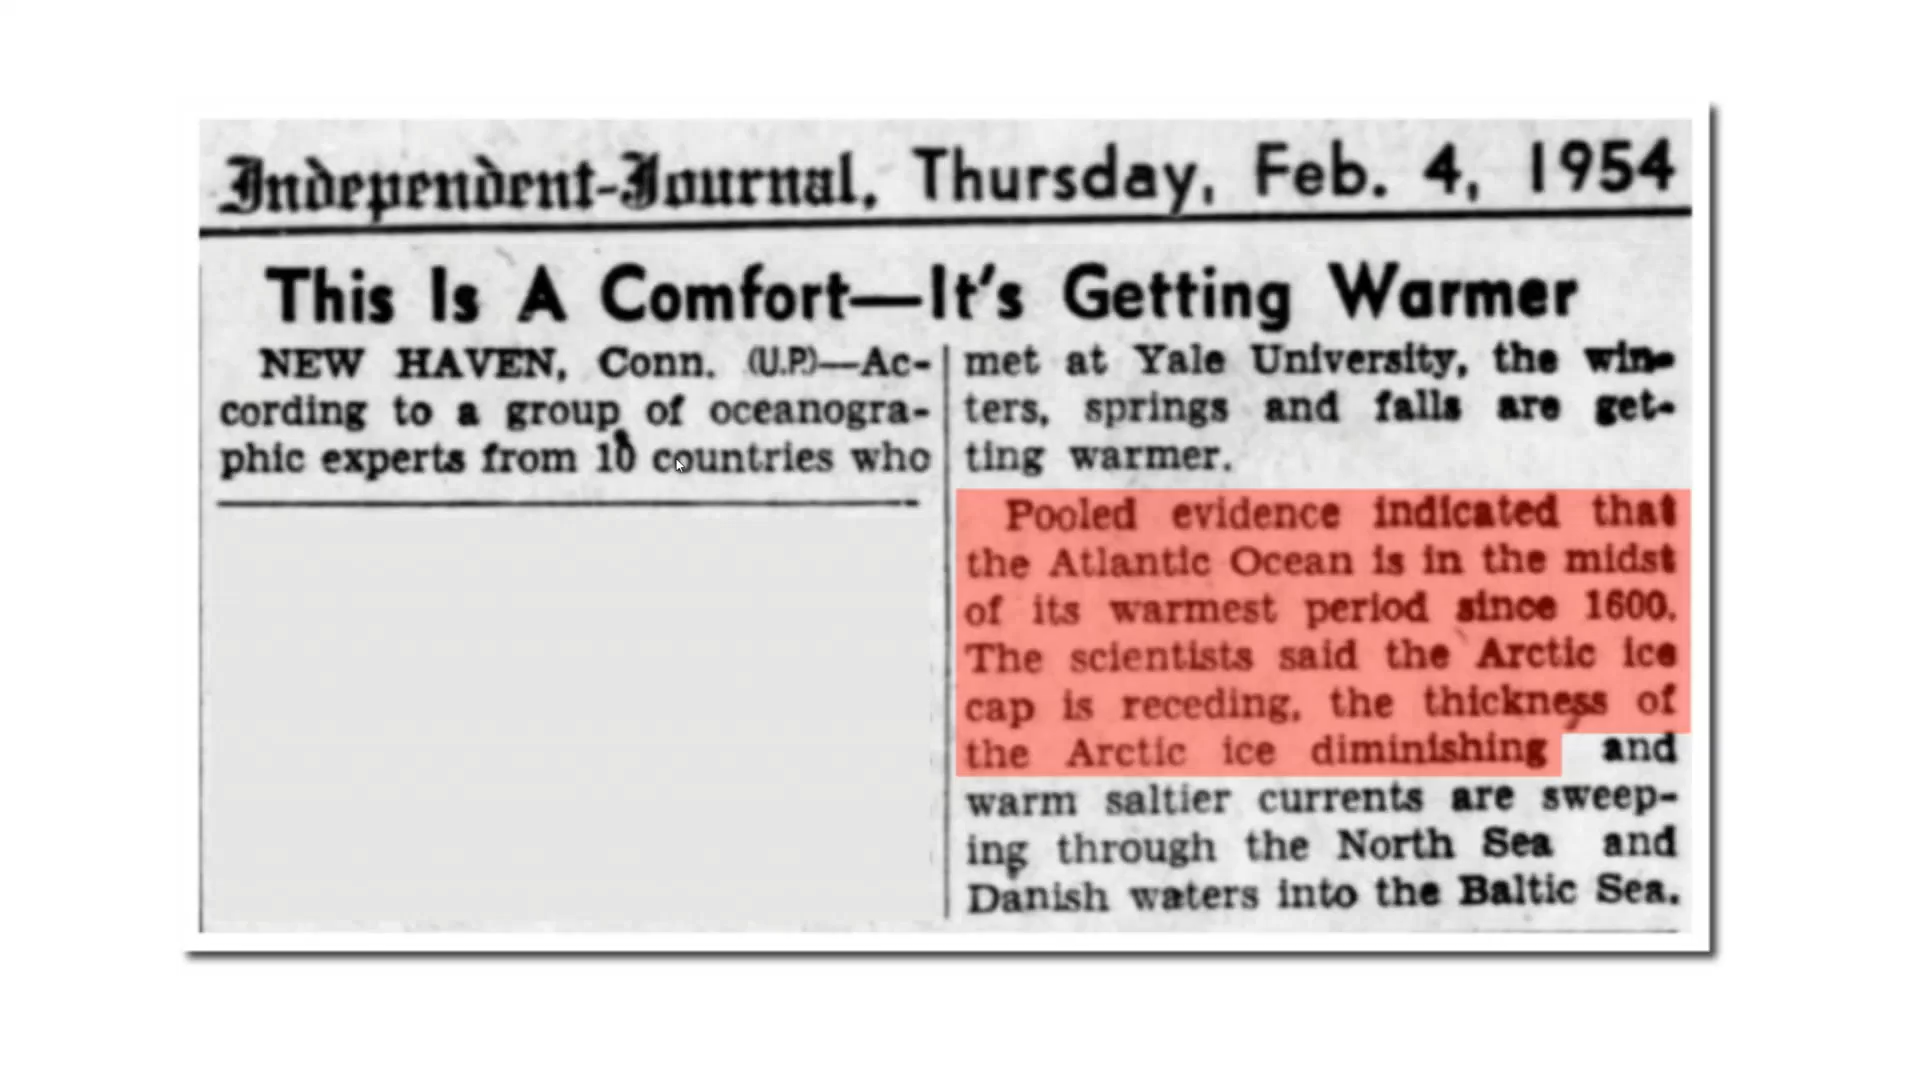 Independent-Journal, Thursday, Feb. 4, 1954
This Is A Comfort—It's Getting Warmer
NEW HAVEN, Conn. (U.P.)—Ac-
cording to a group of oceanogra-
phic experts from 10 countries who
met at Yale University, the win-
ters, springs and falls are get-
ting warmer.
Pooled evidence indicated that
the Atlantic Ocean is in the midst
of its warmest period since 1600.
The scientists said the Arctic ice
cap is receding, the thickness of
the Arctic ice diminishing and
warm saltier currents are sweep-
ing through the North Sea and
Danish waters into the Baltic Sea.